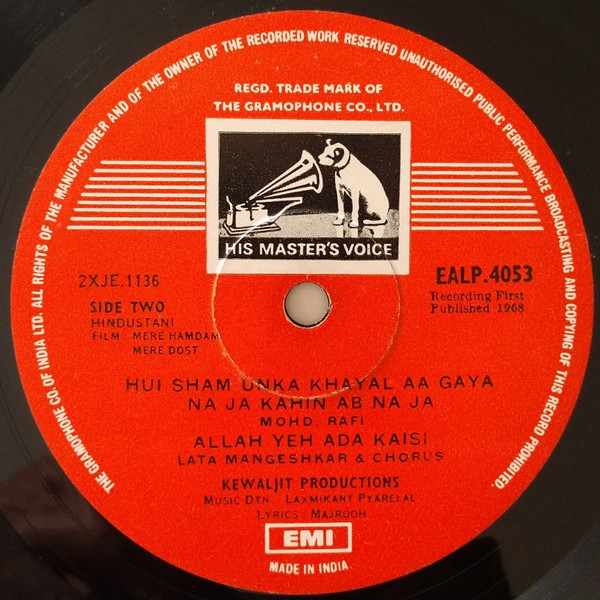 THE GRAMOPHONE CO. OF INDIA LTD. ALL RIGHTS OF THE MANUFACTURER AND OF THE OWNER OF THE RECORDED WORK RESERVED UNAUTHORISED PUBLIC PERFORMANCE BROADCASTING AND COPYING OF THIS RECORD PROHIBITED.
REGD. TRADE MARK OF
THE GRAMOPHONE CO., LTD.
HIS MASTER'S VOICE
2XJE.1136
EALP.4053
SIDE TWO
Recording First
Published 1968
HINDUSTANI
FILM: MERE HAMDAM
MERE DOST
HUI SHAM UNKA KHAYAL AA GAYA
NA JA KAHIN AB NA JA
MOHD. RAFI
ALLAH YEH ADA KAISI
LATA MANGESHKAR & CHORUS
KEWALJIT PRODUCTIONS
MUSIC DTN - LAXMIKANT PYARELAL
LYRICS: MAJROOH
EMI
MADE IN INDIA